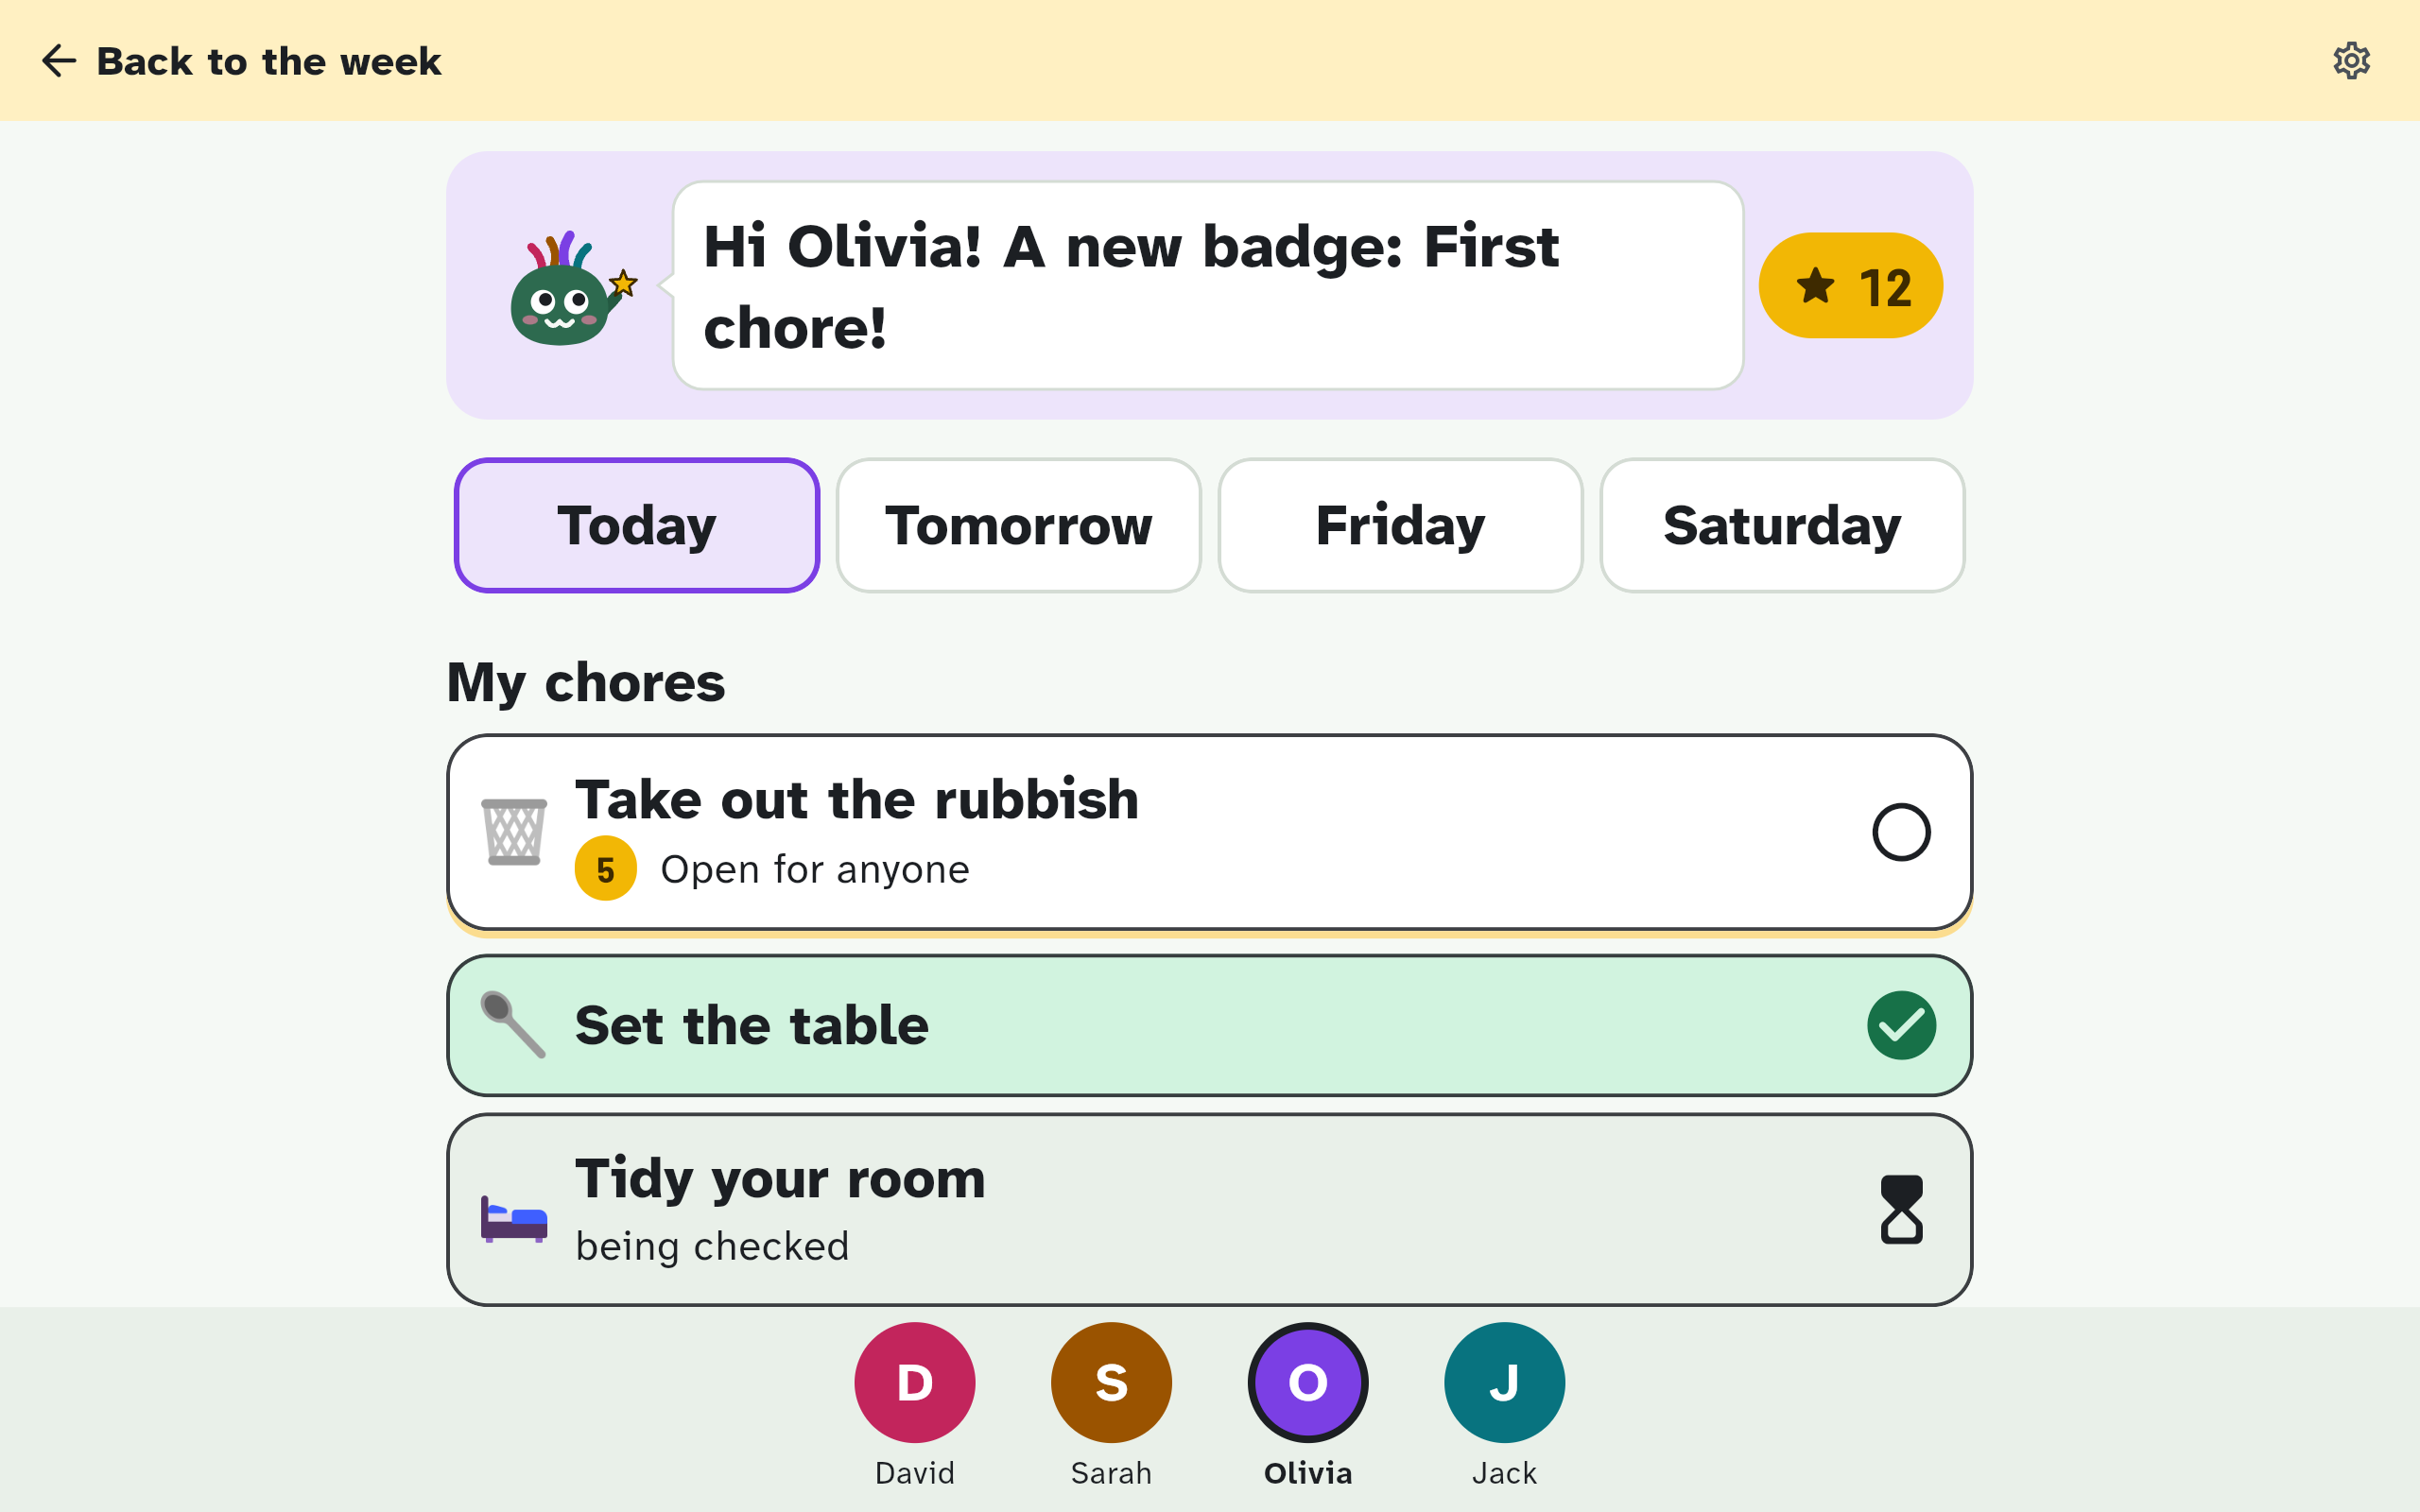 Back to the week
Hi Olivia! A new badge: First
chore!
12
Today
Tomorrow
Friday
Saturday
My chores
Take out the rubbish
5 Open for anyone
Set the table
Tidy your room
being checked
D
S
O
J
David
Sarah
Olivia
Jack